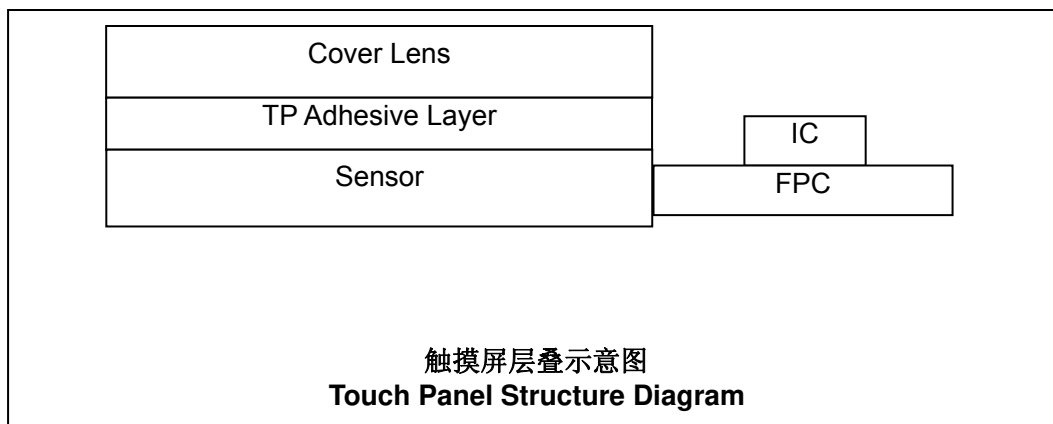 Cover Lens
TP Adhesive Layer
IC
Sensor
FPC
触摸屏层叠示意图
Touch Panel Structure Diagram